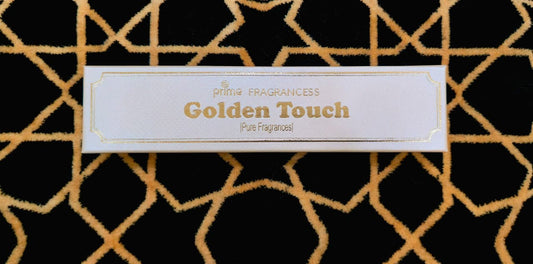 prime FRAGRANCESS
Golden Touch
(Pure Fragrances)